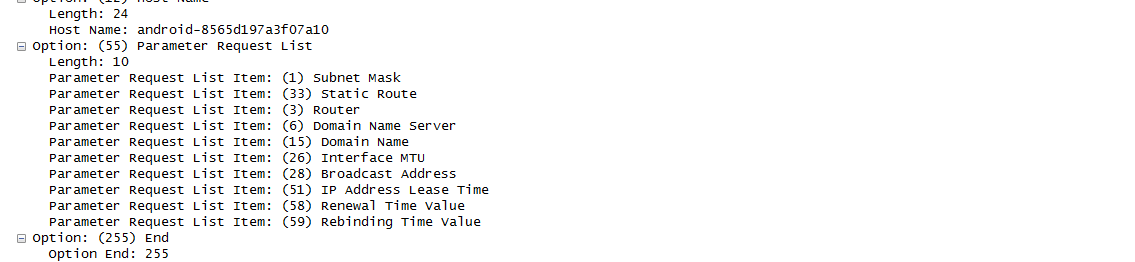 Option: (12) Host Name
Length: 24
Host Name: android-8565d197a3f07a10
Option: (55) Parameter Request List
Length: 10
Parameter Request List Item: (1) Subnet Mask
Parameter Request List Item: (33) Static Route
Parameter Request List Item: (3) Router
Parameter Request List Item: (6) Domain Name Server
Parameter Request List Item: (15) Domain Name
Parameter Request List Item: (26) Interface MTU
Parameter Request List Item: (28) Broadcast Address
Parameter Request List Item: (51) IP Address Lease Time
Parameter Request List Item: (58) Renewal Time Value
Parameter Request List Item: (59) Rebinding Time Value
Option: (255) End
Option End: 255